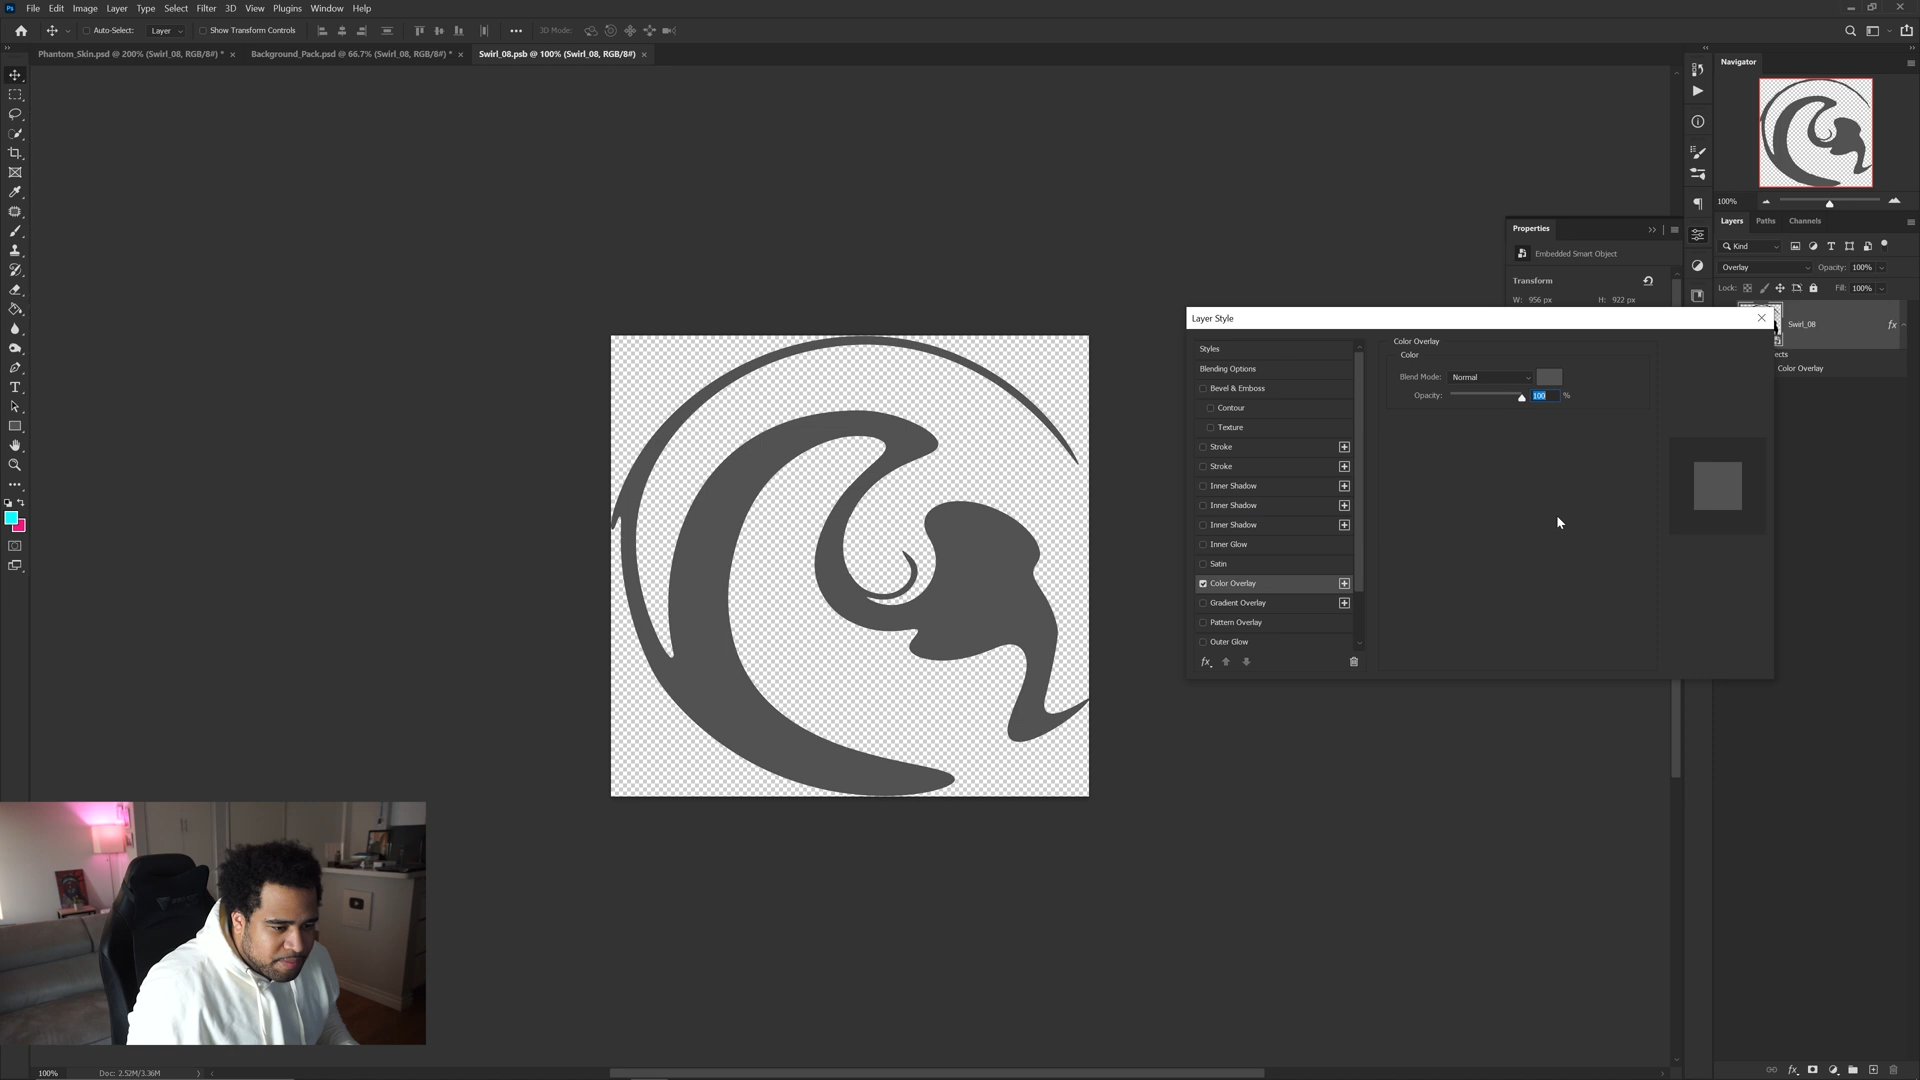 Ps File Edit Image Layer Type Select Filter 3D View Plugins Window Help
Auto-Select: Layer Show Transform Controls 3D Mode:
Phantom_Skin.psd @ 200% (Swirl_08, RGB/8#) * × Background_Pack.psd @ 66.7% (Swirl_08, RGB/8#) * × Swirl_08.psb @ 100% (Swirl_08, RGB/8#) ×
Navigator
100%
Layers Paths Channels
Kind
Overlay Opacity: 100%
Lock: Fill: 100%
Swirl_08 fx
ects
Color Overlay
Properties
Embedded Smart Object
Transform
W: 956 px H: 922 px
Layer Style
Styles
Blending Options
Bevel & Emboss
Contour
Texture
Stroke
Stroke
Inner Shadow
Inner Shadow
Inner Shadow
Inner Glow
Satin
Color Overlay
Gradient Overlay
Pattern Overlay
Outer Glow
fx
Color Overlay
Color
Blend Mode: Normal
Opacity: 100 %
100% Doc: 2.52M/3.36M
fx